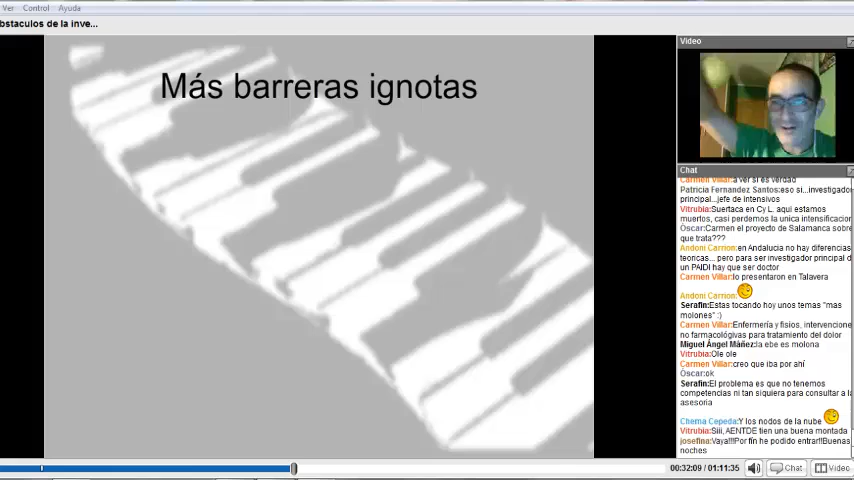 Ver Control Ayuda
bstaculos de la inve...
Más barreras ignotas
Video
Chat
Carmen Villar:a ver si es verdad
Patricia Fernandez Santos:eso si...investigador
principal...jefe de intensivos
Vitrubia:Suertaca en Cy L. aqui estamos
muertos, casi perdemos la unica intensificacion
Óscar:Carmen el proyecto de Salamanca sobre
que trata???
Andoni Carrion:en Andalucia no hay diferencias
teoricas... pero para ser investigador principal d
un PAIDI hay que ser doctor
Carmen Villar:lo presentaron en Talavera
Andoni Carrion:
Serafin:Estas tocando hoy unos temas "mas
molones" :)
Carmen Villar:Enfermería y fisios, intervencione
no farmacológivas para tratamiento del dolor
Miguel Ángel Máñez:la ebe es molona
Vitrubia:Ole ole
Carmen Villar:creo que iba por ahí
Óscar:ok
Serafin:El problema es que no tenemos
competencias ni tan siquiera para consultar a la
asesoria
Chema Cepeda:Y los nodos de la nube
Vitrubia:Siii, AENTDE tien una buena montada
josefina:Vaya!!!Por fín he podido entrar!!Buenas
noches
00:32:09 / 01:11:35 Chat Video